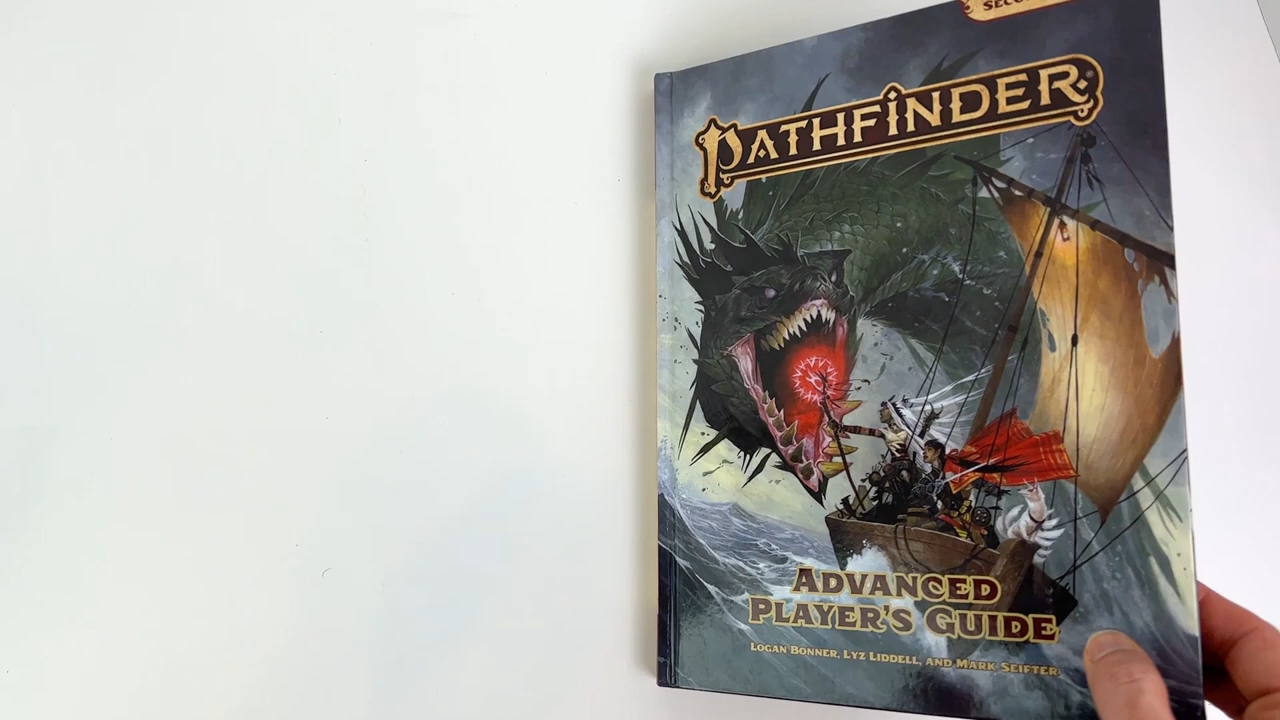 PATHFINDER
ADVANCED
PLAYER'S GUIDE
LOGAN BONNER, LYZ LIDDELL, AND MARK SEIFTER